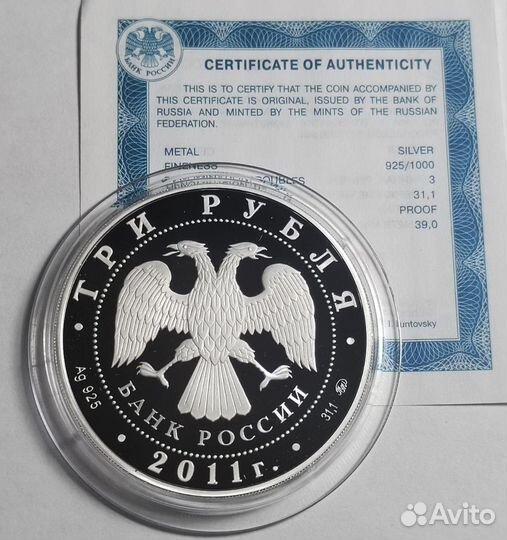 БАНК РОССИИ
CERTIFICATE OF AUTHENTICITY
THIS IS TO CERTIFY THAT THE COIN ACCOMPANIED BY
THIS CERTIFICATE IS ORIGINAL, ISSUED BY THE BANK OF
RUSSIA AND MINTED BY THE MINTS OF THE RUSSIAN
FEDERATION.
METAL SILVER
FINENESS 925/1000
3
31,1
PROOF
39,0
ТРИ РУБЛЯ
БАНК РОССИИ
Ag 925
31,1
• 2011 г. •
Avito